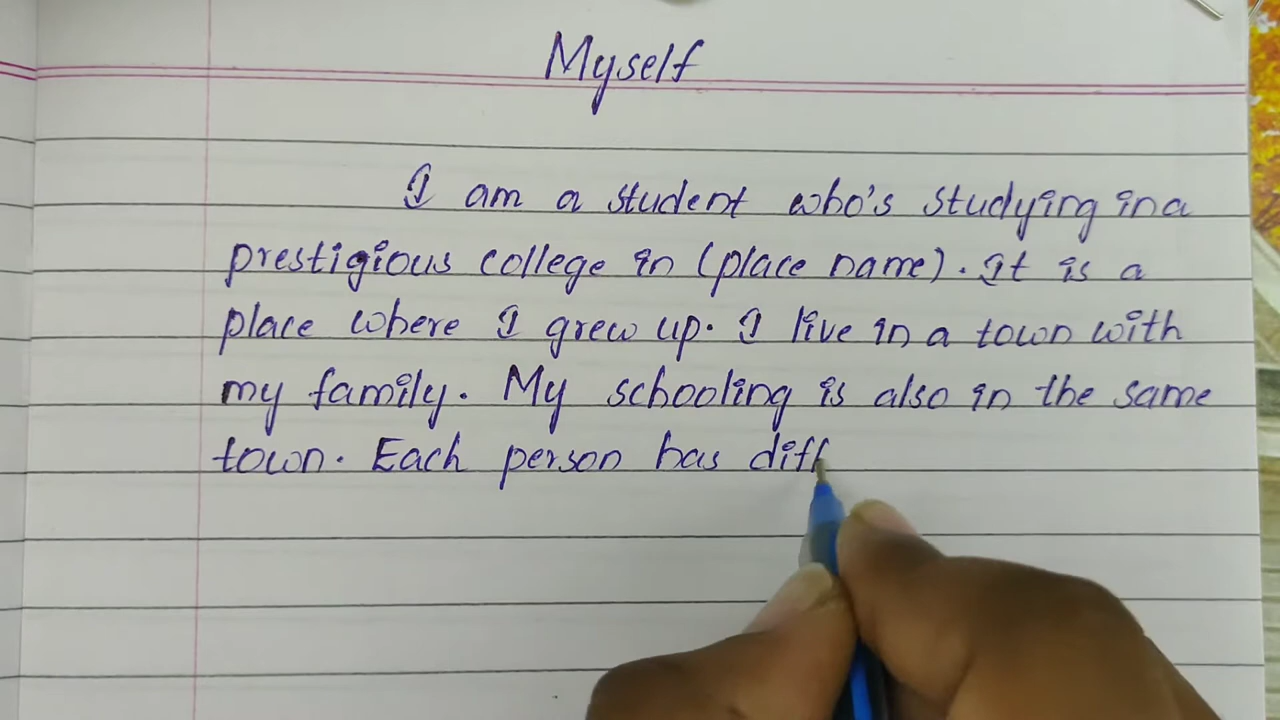 Myself
I am a student who's studying in a
prestigious college in (place name). It is a
place where I grew up. I live in a town with
my family. My schooling is also in the same
town. Each person has diff